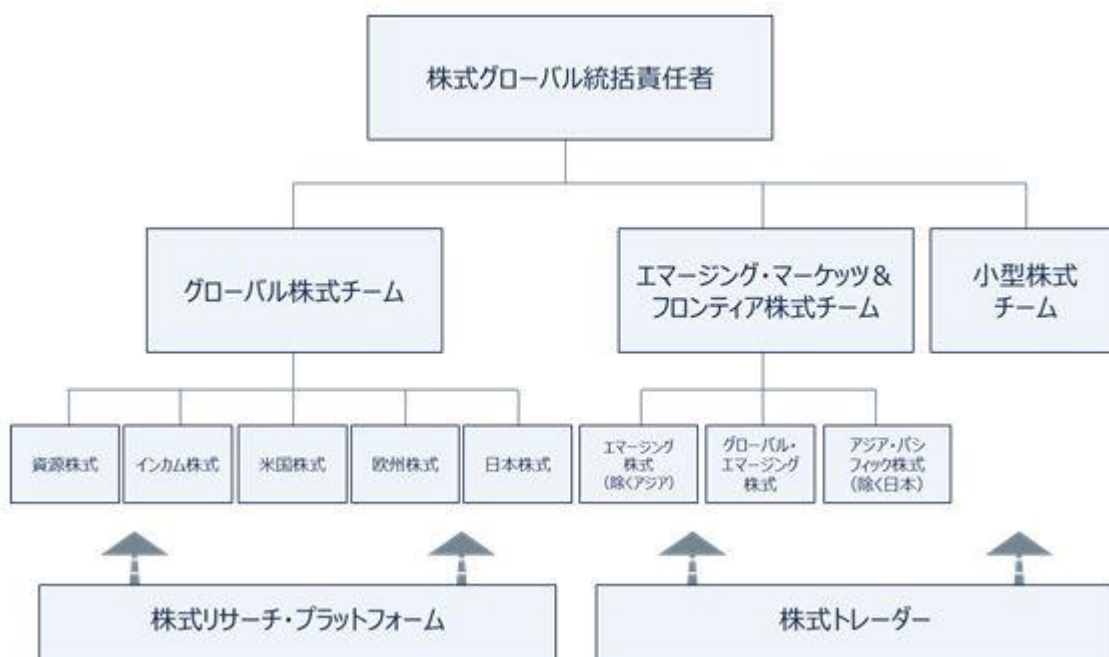 株式グローバル統括責任者
グローバル株式チーム
エマージング・マーケッツ&
フロンティア株式チーム
小型株式
チーム
資源株式
インカム株式
米国株式
欧州株式
日本株式
エマージング
株式
(除くアジア)
グローバル・
エマージング
株式
アジア・パシ
フィック株式
(除く日本)
株式リサーチ・プラットフォーム
株式トレーダー